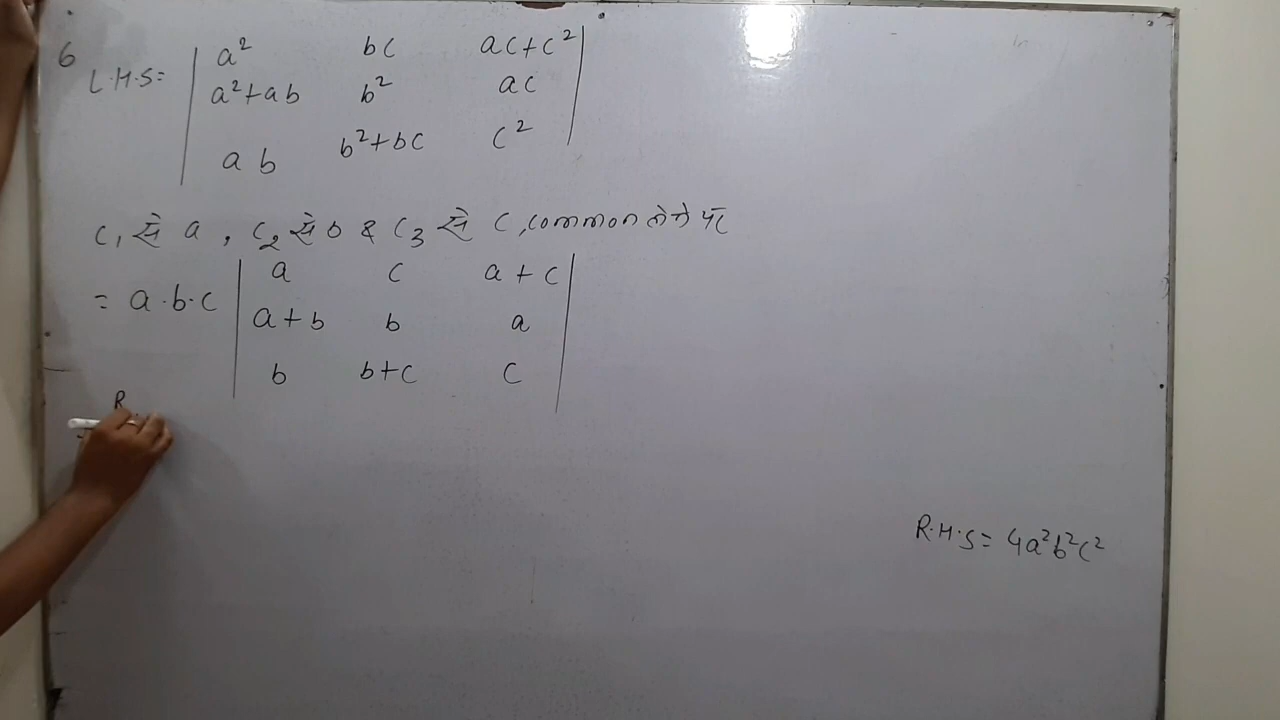 6
L.H.S= | a² bc ac+c² |
| a²+ab b² ac |
| ab b²+bc c² |
C₁ से a , C₂ से b & C₃ से C, common लेने पर
= a.b.c | a c a+c |
| a+b b a |
| b b+c c |
R
R.H.S= 4a²b²c²